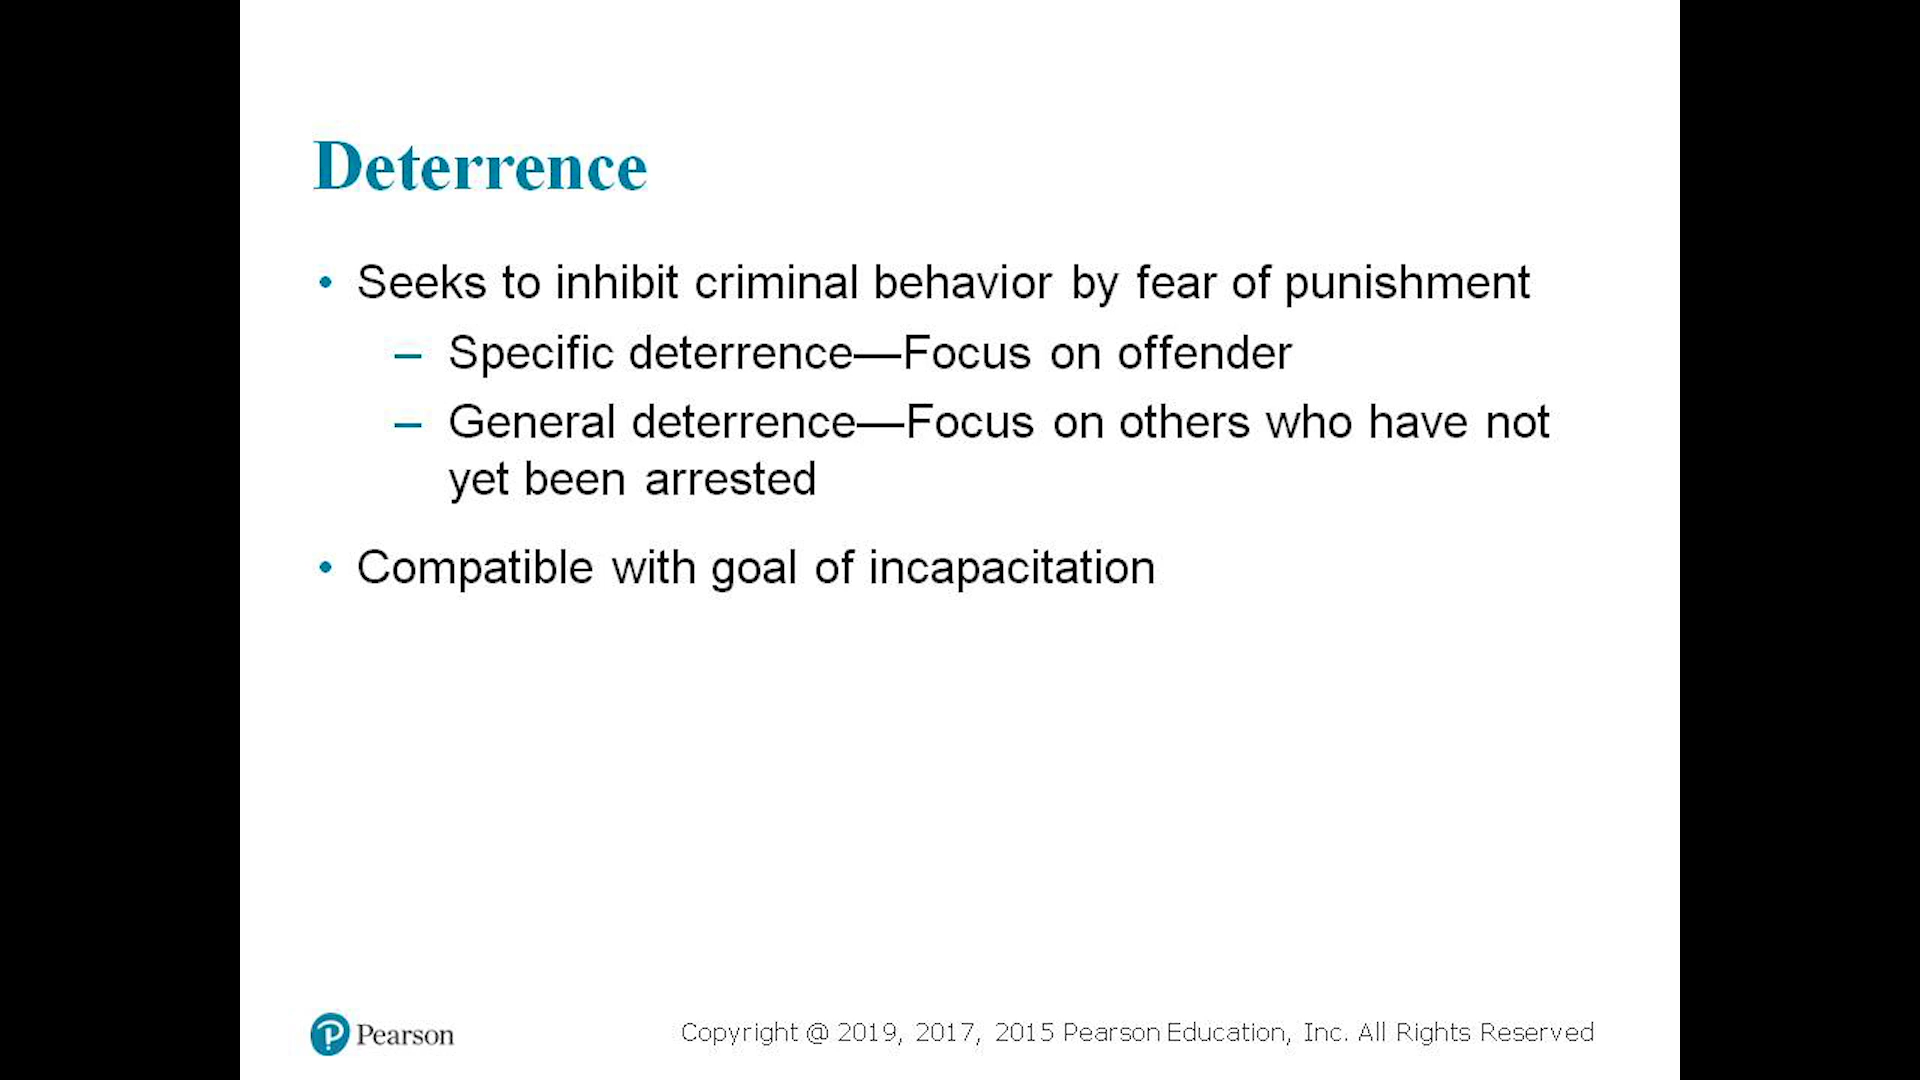 Deterrence
• Seeks to inhibit criminal behavior by fear of punishment
– Specific deterrence—Focus on offender
– General deterrence—Focus on others who have not
yet been arrested
• Compatible with goal of incapacitation
Pearson
Copyright @ 2019, 2017, 2015 Pearson Education, Inc. All Rights Reserved